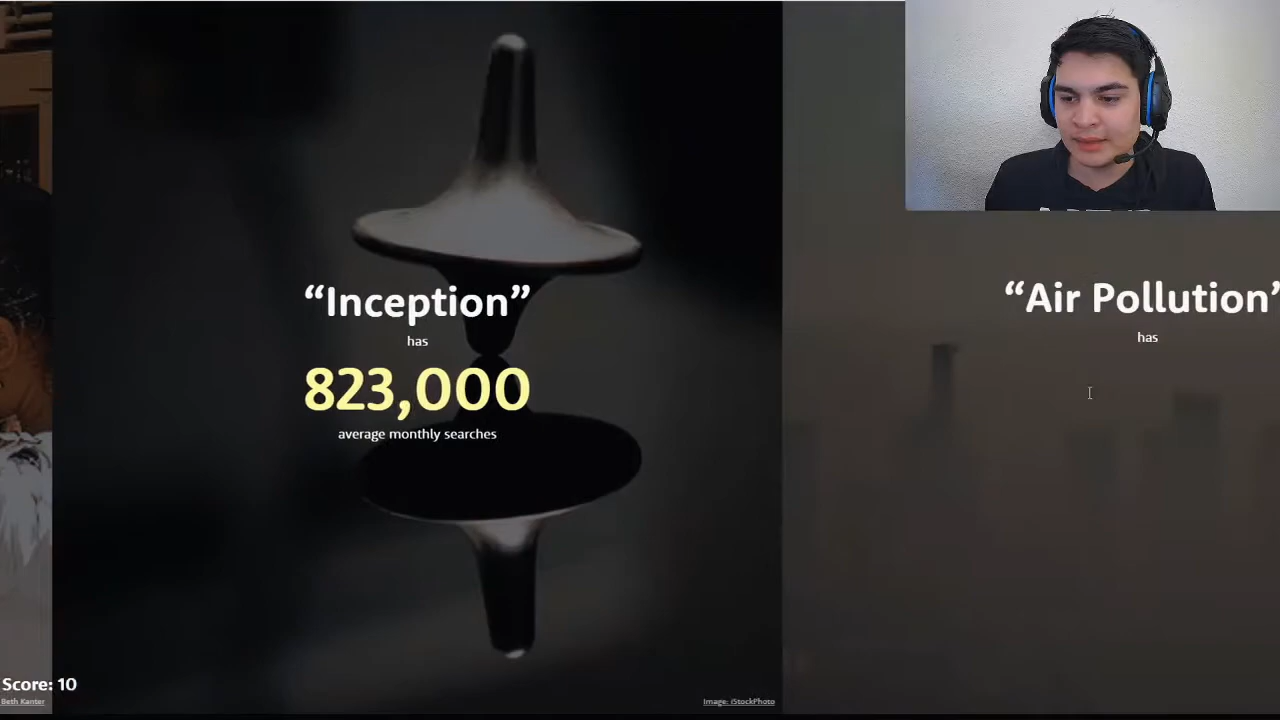 “Inception”
has
823,000
average monthly searches
“Air Pollution”
has
Score: 10
Beth Kanter
Image: iStockPhoto